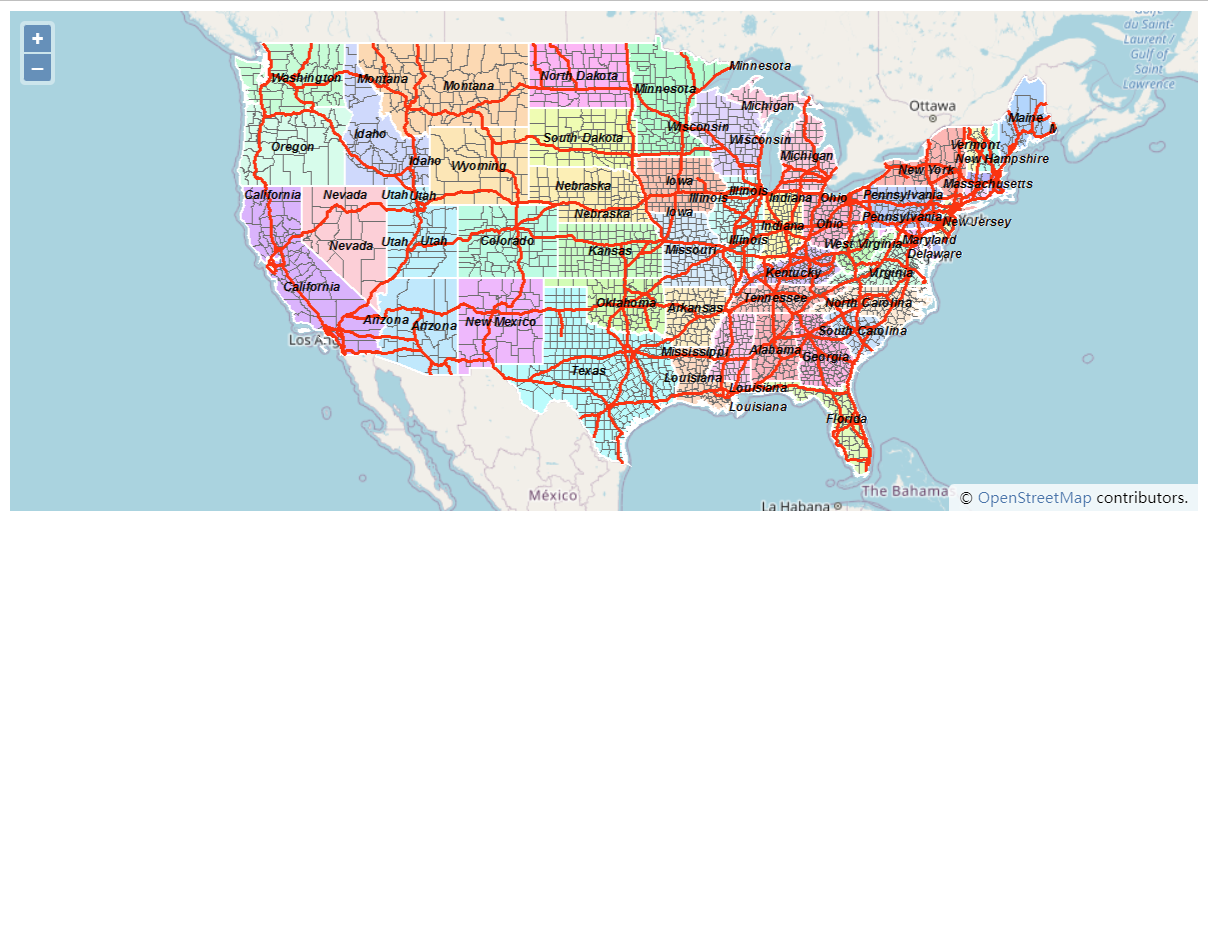 +
–
du Saint-
Laurent /
Gulf of
Saint
Lawrence
Ottawa
Washington
Montana
Montana
North Dakota
Minnesota
Minnesota
Michigan
Maine
Oregon
Idaho
Idaho
Wyoming
South Dakota
Wisconsin
Wisconsin
Michigan
Vermont
New Hampshire
New York
Massachusetts
California
Nevada
Utah
Utah
Nebraska
Iowa
Illinois
Illinois
Indiana
Ohio
Pennsylvania
Nebraska
Iowa
Pennsylvania
New Jersey
Nevada
Utah
Utah
Colorado
Kansas
Missouri
Illinois
Indiana
Ohio
West Virginia
Maryland
Delaware
California
Kentucky
Virginia
Arizona
Arizona
New Mexico
Oklahoma
Arkansas
Tennessee
North Carolina
South Carolina
Los Ang
Texas
Mississippi
Alabama
Georgia
Louisiana
Louisiana
Louisiana
Florida
México
La Habana
The Bahama
© OpenStreetMap contributors.